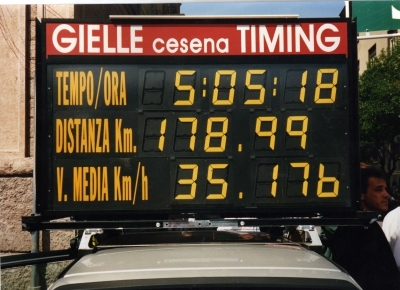 GIELLE cesena TIMING
TEMPO/ORA 5:05:18
DISTANZA Km. 178.99
V. MEDIA Km/h 35.176